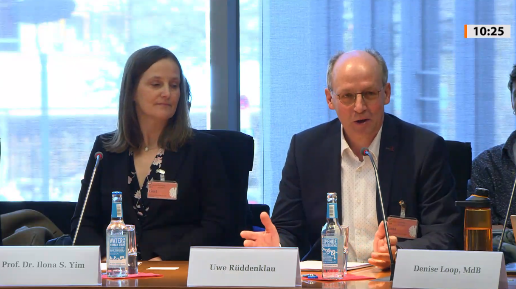 10:25
Prof. Dr. Ilona S. Yim
Uwe Rüddenklau
Denise Loop, MdB